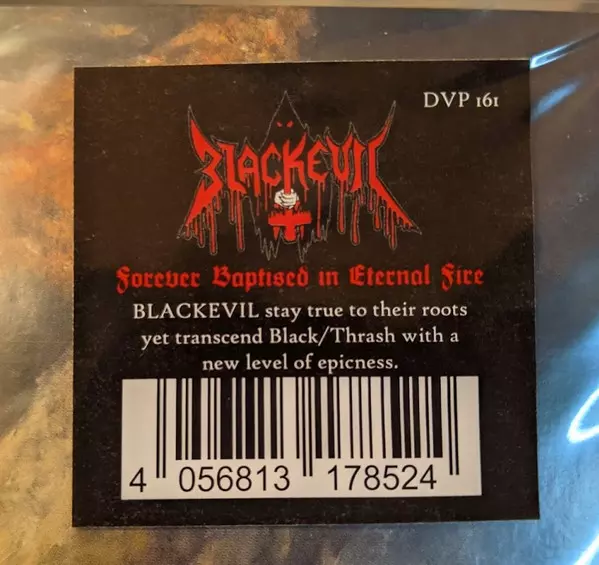 DVP 161
BLACKEVIL
Forever Baptised in Eternal Fire
BLACKEVIL stay true to their roots
yet transcend Black/Thrash with a
new level of epicness.
4 056813 178524